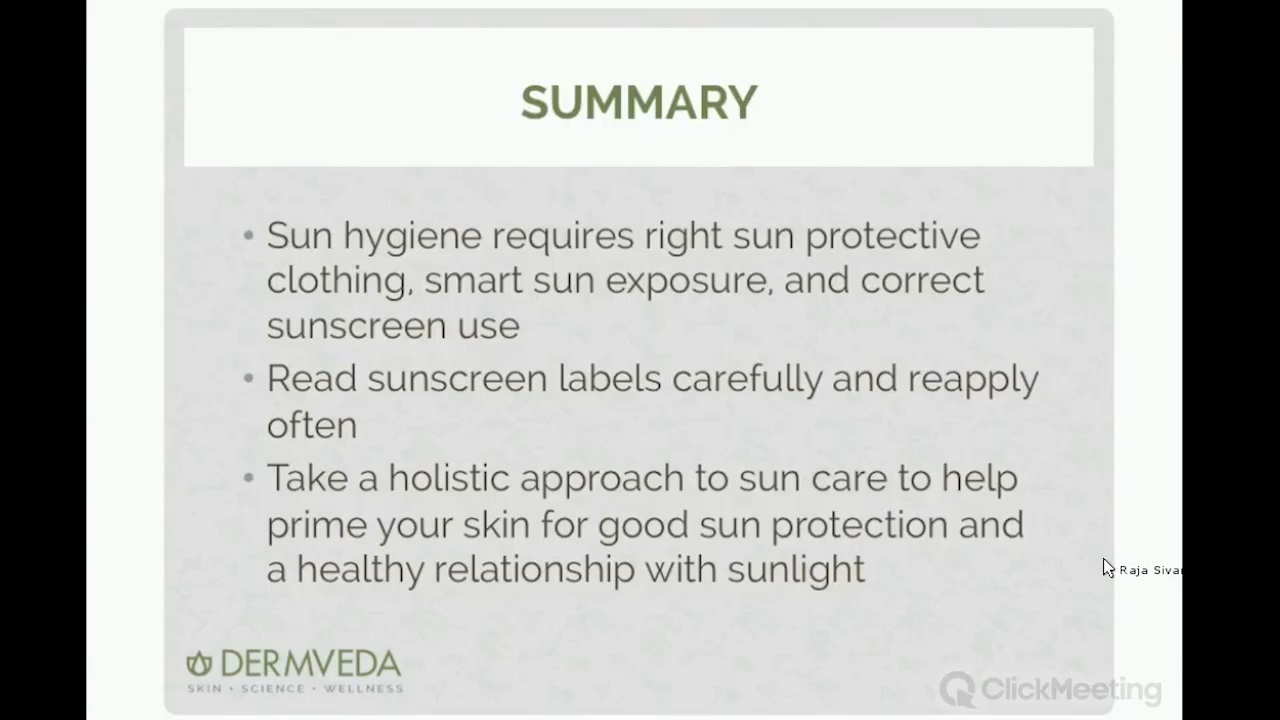 SUMMARY
• Sun hygiene requires right sun protective
clothing, smart sun exposure, and correct
sunscreen use
• Read sunscreen labels carefully and reapply
often
• Take a holistic approach to sun care to help
prime your skin for good sun protection and
a healthy relationship with sunlight
Raja Sivar
DERMVEDA
SKIN • SCIENCE • WELLNESS
ClickMeeting